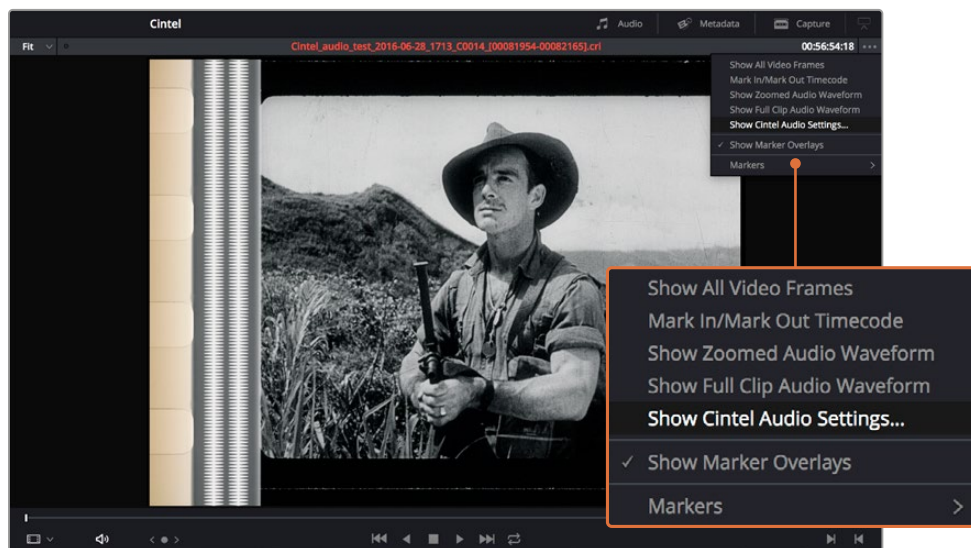 Cintel
Audio
Metadata
Capture
Fit
Cintel_audio_test_2016-06-28_1713_C0014_[00081954-00082165].crl
00:56:54:18
Show All Video Frames
Mark In/Mark Out Timecode
Show Zoomed Audio Waveform
Show Full Clip Audio Waveform
Show Cintel Audio Settings...
✓ Show Marker Overlays
Markers >
Show All Video Frames
Mark In/Mark Out Timecode
Show Zoomed Audio Waveform
Show Full Clip Audio Waveform
Show Cintel Audio Settings...
✓ Show Marker Overlays
Markers >